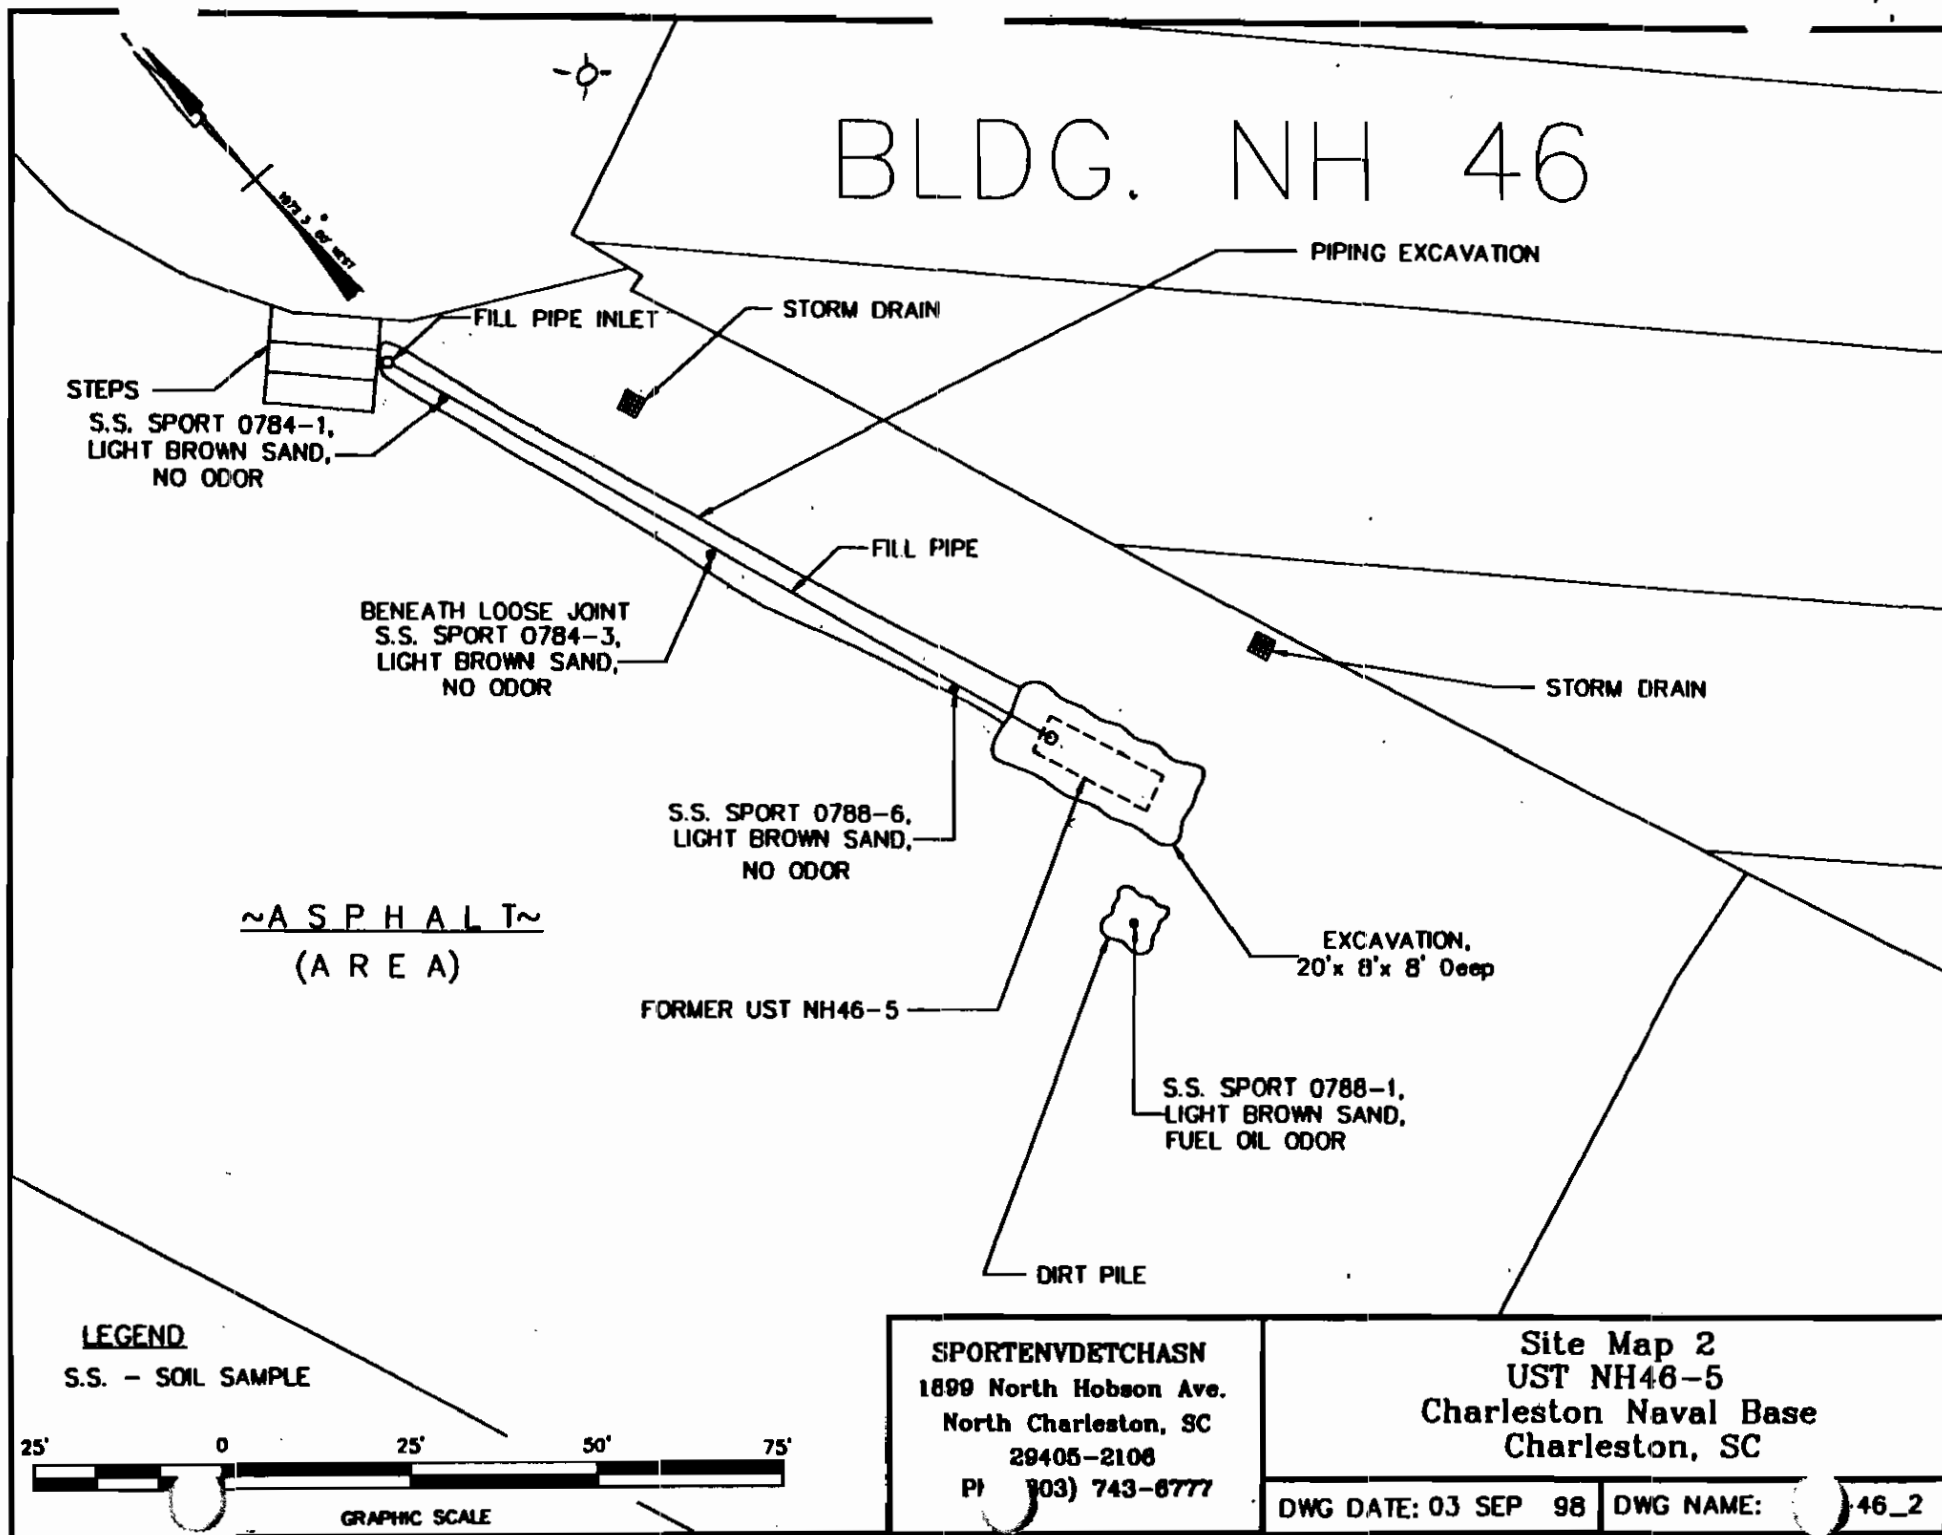 BLDG. NH 46
PIPING EXCAVATION
STORM DRAIN
FILL PIPE INLET
STEPS
S.S. SPORT 0784-1,
LIGHT BROWN SAND,
NO ODOR
FILL PIPE
BENEATH LOOSE JOINT
S.S. SPORT 0784-3,
LIGHT BROWN SAND,
NO ODOR
STORM DRAIN
S.S. SPORT 0788-6,
LIGHT BROWN SAND,
NO ODOR
~A S P H A L T~
(A R E A)
EXCAVATION,
20'x 8'x 8' Deep
FORMER UST NH46-5
S.S. SPORT 0788-1,
LIGHT BROWN SAND,
FUEL OIL ODOR
DIRT PILE
LEGEND
S.S. - SOIL SAMPLE
25' 0 25' 50' 75'
GRAPHIC SCALE
SPORTENVDETCHASN
1899 North Hobson Ave.
North Charleston, SC
29405-2106
03) 743-6777
Site Map 2
UST NH46-5
Charleston Naval Base
Charleston, SC
DWG DATE: 03 SEP 98
DWG NAME: 46_2